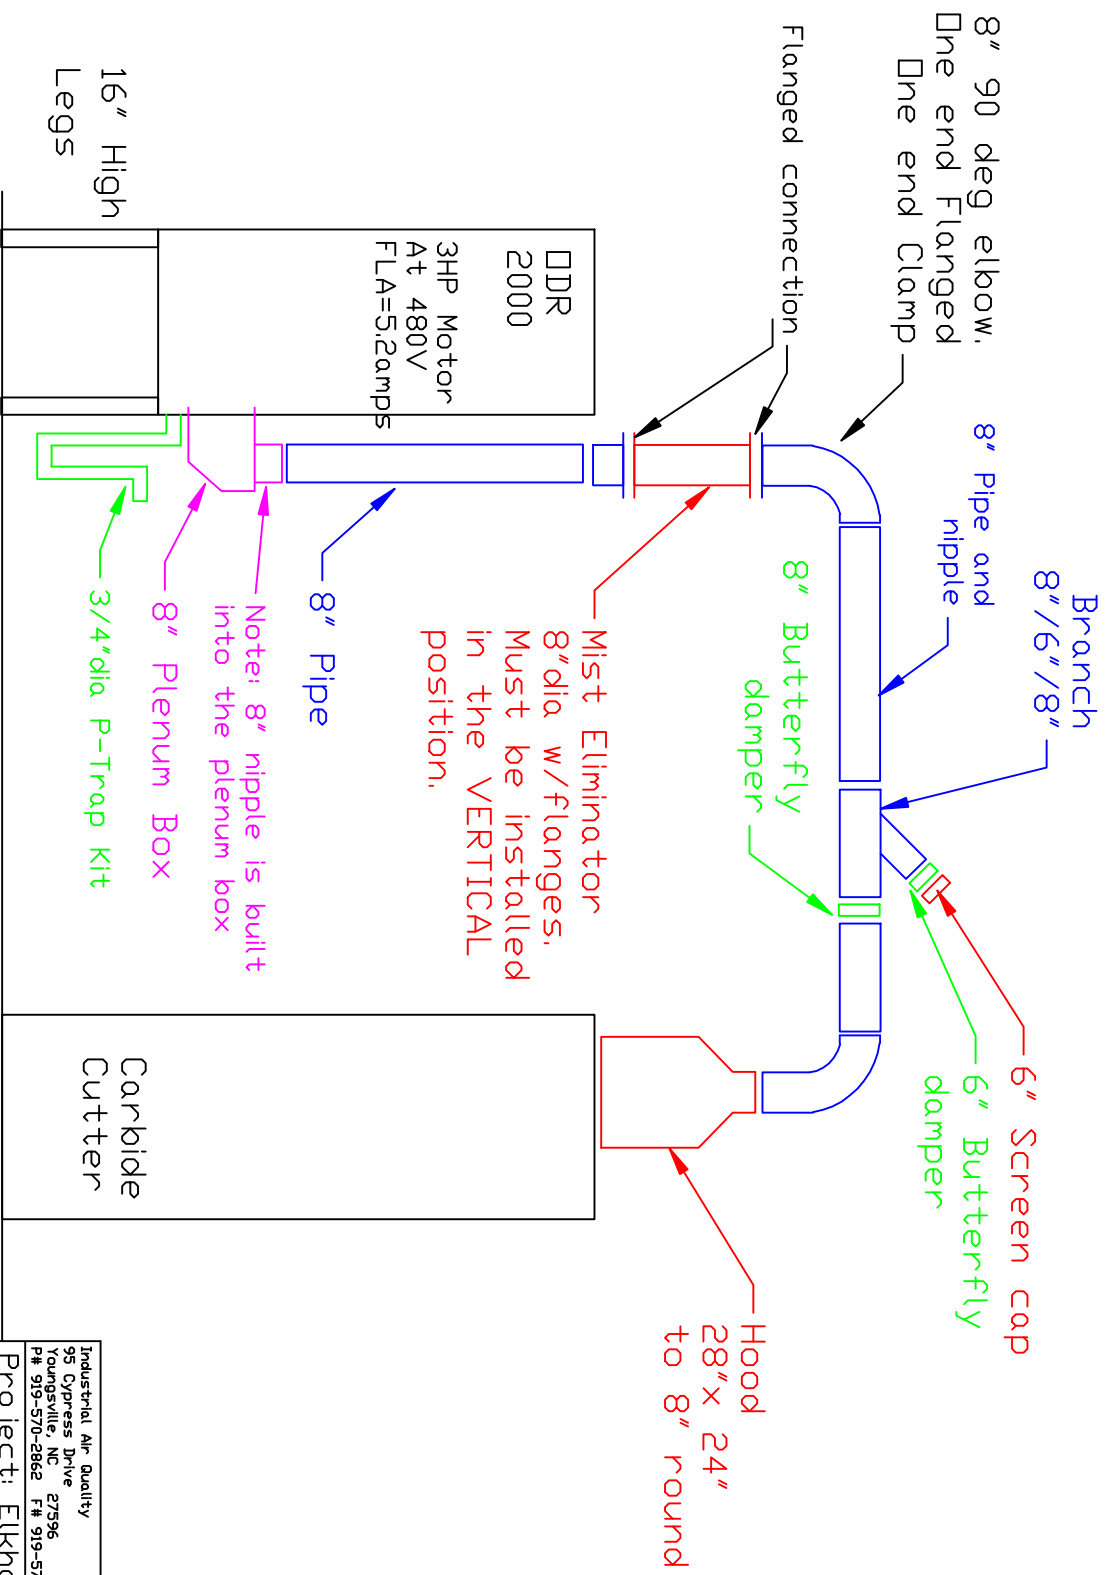 8" 90 deg elbow.
One end Flanged
One end Clamp
Flanged connection
8" Pipe and
nipple
Branch
8"/6"/8"
8" Butterfly
damper
6" Screen cap
6" Butterfly
damper
16" High
Legs
DDR
2000
3HP Motor
At 480V
FLA=5.2amps
Mist Eliminator
8"dia w/flanges.
Must be installed
in the VERTICAL
position.
8" Pipe
Note: 8" nipple is built
into the plenum box
8" Plenum Box
3/4"dia P-Trap Kit
Hood
28"x 24"
to 8" round
Carbide
Cutter
Industrial Air Quality
95 Cypress Drive
Youngsville, NC 27596
P# 919-570-2862 F# 919-57
Project: